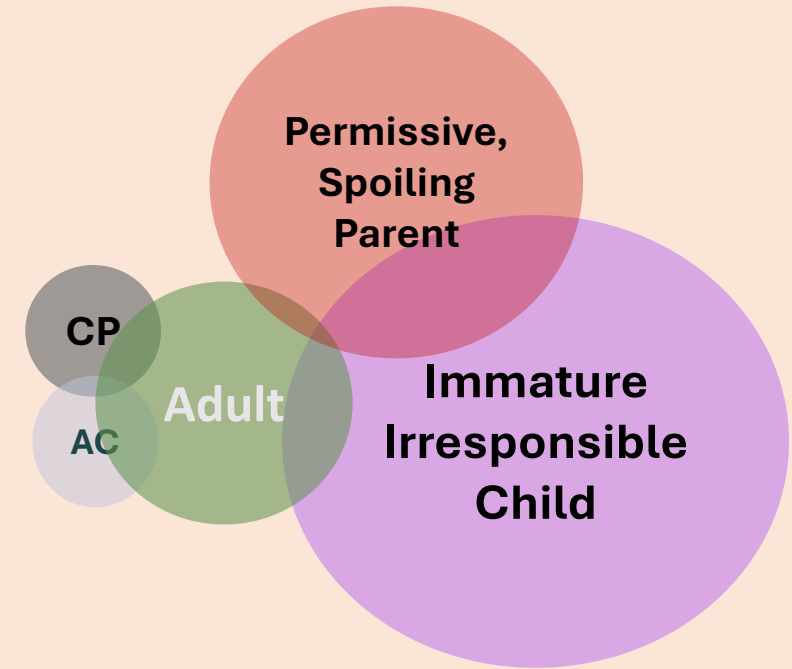 Permissive,
Spoiling
Parent
CP
Adult
AC
Immature
Irresponsible
Child